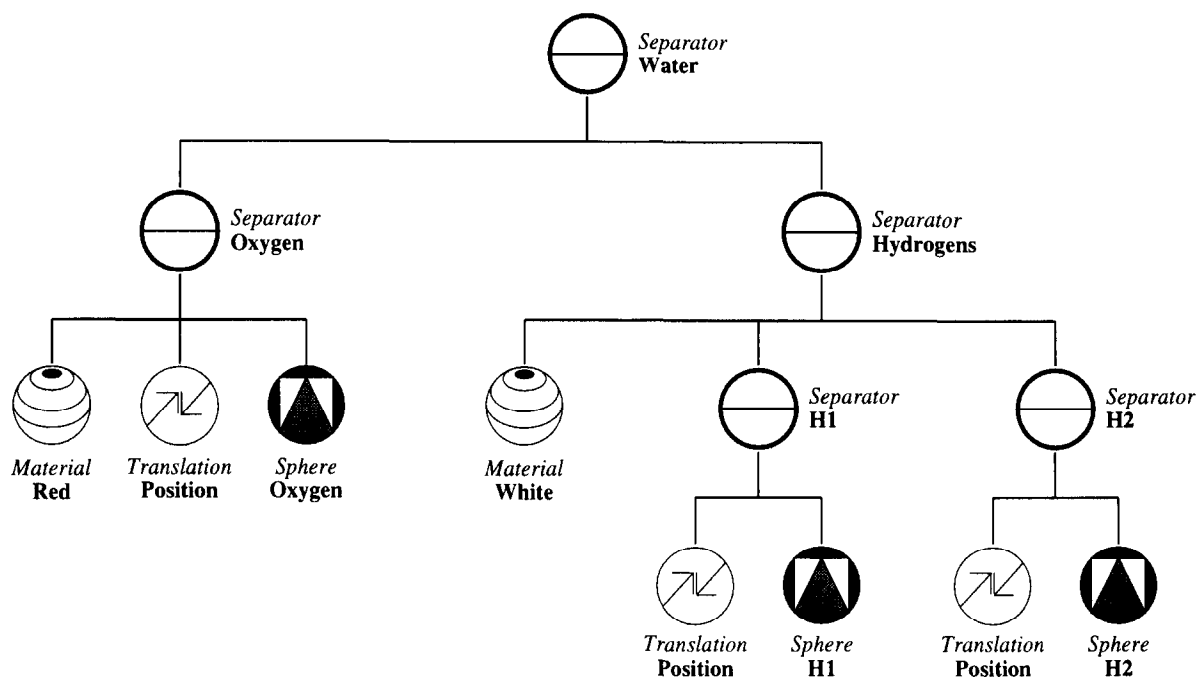 Separator
Water
Separator
Oxygen
Separator
Hydrogens
Material
Red
Translation
Position
Sphere
Oxygen
Material
White
Separator
H1
Separator
H2
Translation
Position
Sphere
H1
Translation
Position
Sphere
H2